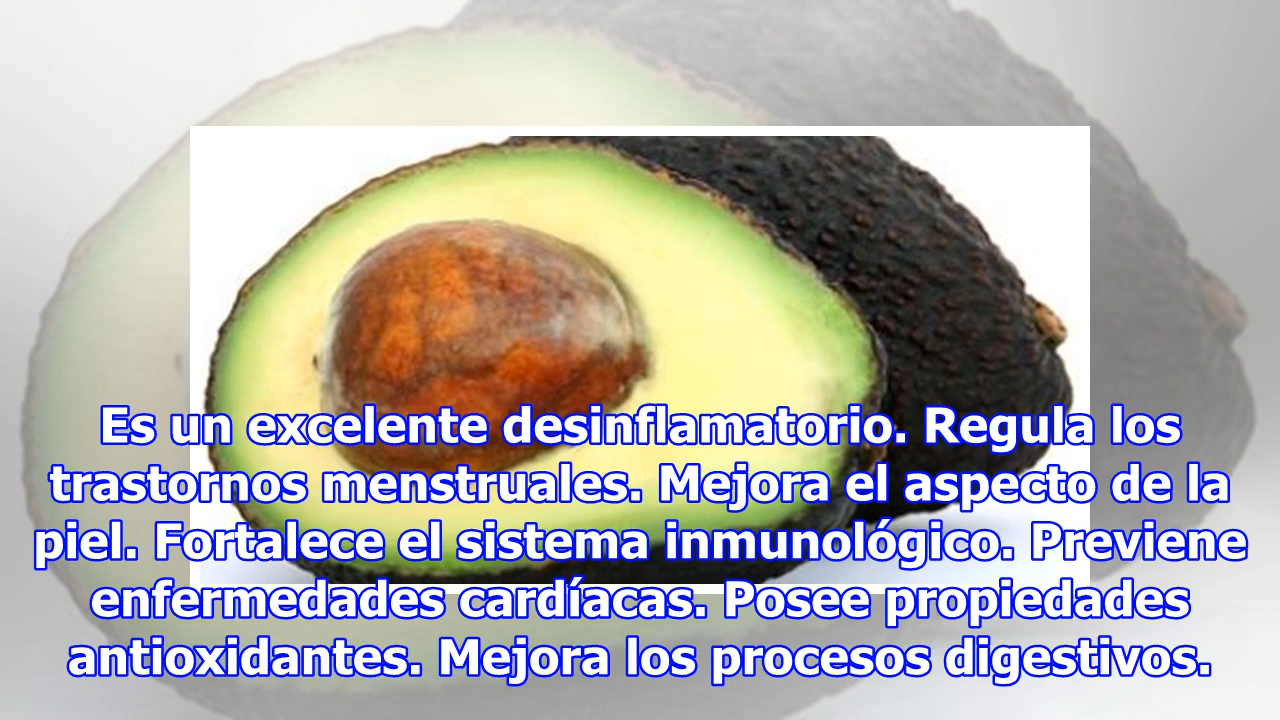 Es un excelente desinflamatorio. Regula los
trastornos menstruales. Mejora el aspecto de la
piel. Fortalece el sistema inmunológico. Previene
enfermedades cardíacas. Posee propiedades
antioxidantes. Mejora los procesos digestivos.